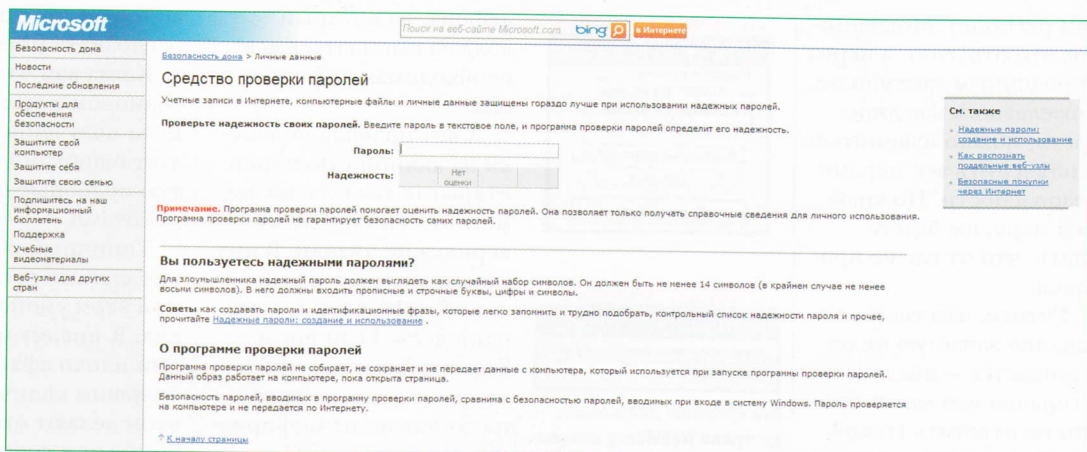 Microsoft
Поиск на веб-сайте Microsoft.com bing в Интернете
Безопасность дома
Новости
Последние обновления
Продукты для
обеспечения
безопасности
Защитите свой
компьютер
Защитите себя
Защитите свою семью
Подпишитесь на наш
информационный
бюллетень
Поддержка
Учебные
видеоматериалы
Веб-узлы для других
стран
Безопасность дома > Личные данные
Средство проверки паролей
Учетные записи в Интернете, компьютерные файлы и личные данные защищены гораздо лучше при использовании надежных паролей.
Проверьте надежность своих паролей. Введите пароль в текстовое поле, и программа проверки паролей определит его надежность.
Пароль:
Надежность: Нет
оценки
Примечание. Программа проверки паролей помогает оценить надежность паролей. Она позволяет только получать справочные сведения для личного использования.
Программа проверки паролей не гарантирует безопасность самих паролей.
Вы пользуетесь надежными паролями?
Для злоумышленника надежный пароль должен выглядеть как случайный набор символов. Он должен быть не менее 14 символов (в крайнем случае не менее
восьми символов). В него должны входить прописные и строчные буквы, цифры и символы.
Советы как создавать пароли и идентификационные фразы, которые легко запомнить и трудно подобрать, контрольный список надежности пароля и прочее,
прочитайте Надежные пароли: создание и использование .
О программе проверки паролей
Программа проверки паролей не собирает, не сохраняет и не передает данные с компьютера, который используется при запуске программы проверки паролей.
Данный образ работает на компьютере, пока открыта страница.
Безопасность паролей, вводимых в программу проверки паролей, сравнима с безопасностью паролей, вводимых при входе в систему Windows. Пароль проверяется
на компьютере и не передается по Интернету.
К началу страницы
См. также
Надежные пароли:
создание и использование
Как распознать
поддельные веб-узлы
Безопасные покупки
через Интернет